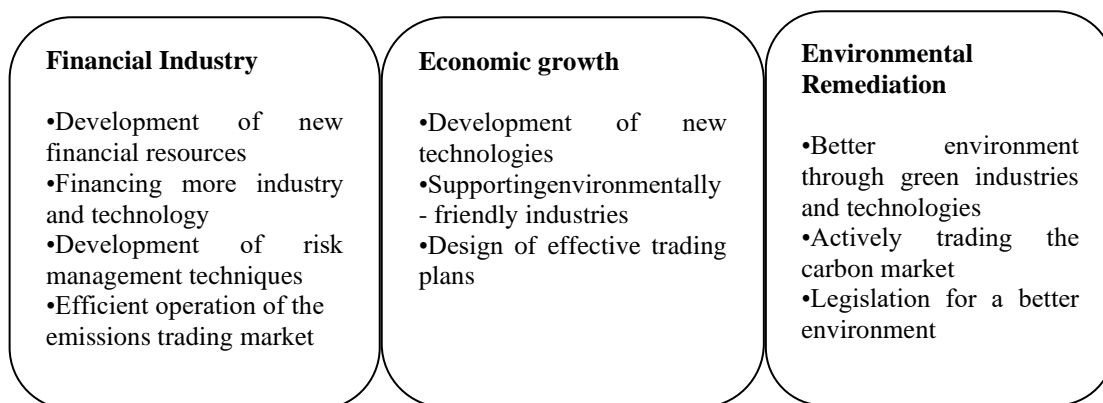 Financial Industry
•Development of new
financial resources
•Financing more industry
and technology
•Development of risk
management techniques
•Efficient operation of the
emissions trading market
Economic growth
•Development of new
technologies
•Supportingenvironmentally
- friendly industries
•Design of effective trading
plans
Environmental
Remediation
•Better environment
through green industries
and technologies
•Actively trading the
carbon market
•Legislation for a better
environment